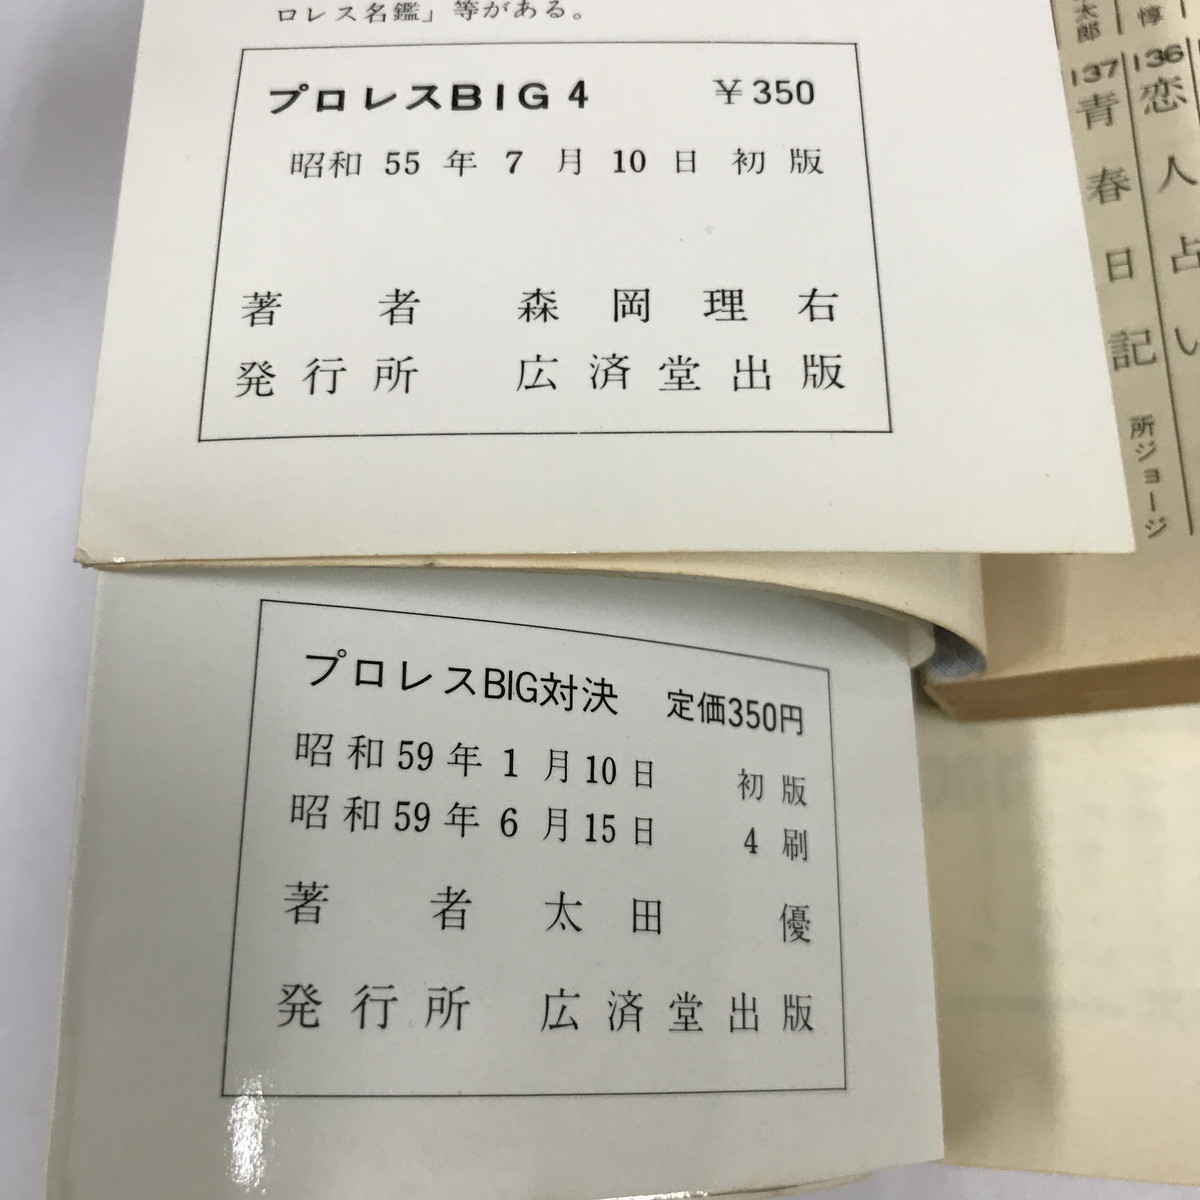 ロレス名鑑」等がある。
プロレスBIG4 ￥350
昭和 55 年 7 月 10 日 初 版
著 者 森 岡 理 右
発 行 所 広 済 堂 出 版
プロレスBIG対決 定価350円
昭 和 59 年 1 月 10 日 初 版
昭 和 59 年 6 月 15 日 4 刷
著 者 太 田 優
発 行 所 広 済 堂 出 版
136 恋 人 占 い
淳
137 青 春 日 記 所ジョージ
太郎